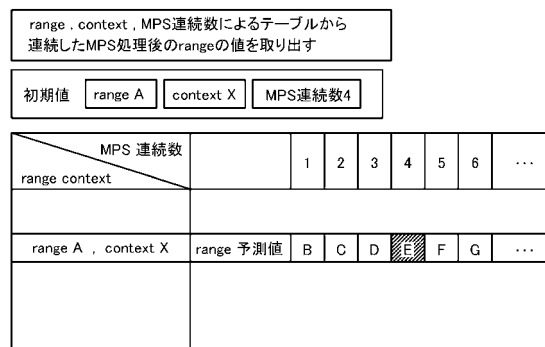 range , context , MPS連続数によるテーブルから
連続したMPS処理後のrangeの値を取り出す
初期値 range A context X MPS連続数4
MPS 連続数
range context
1 2 3 4 5 6 …
range A , context X range 予測値 B C D E F G …